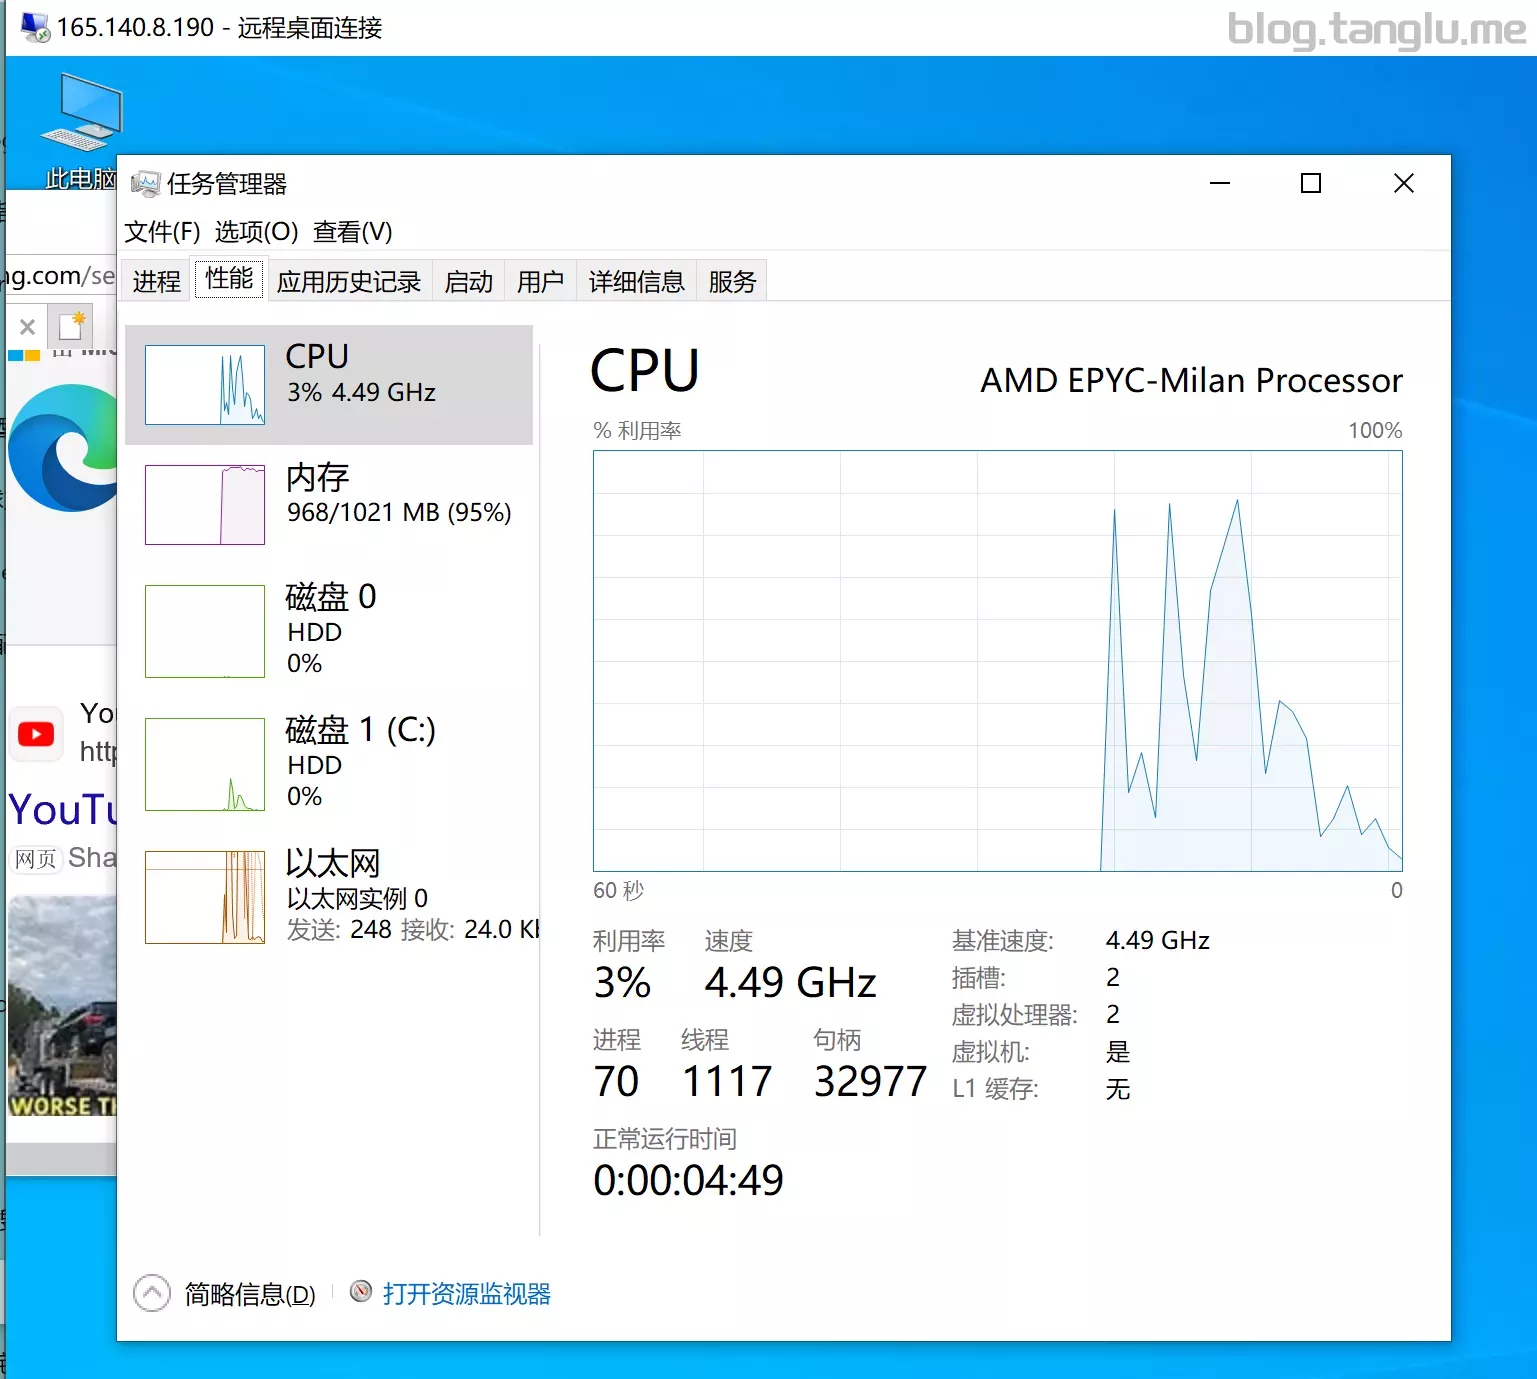 165.140.8.190 - 远程桌面连接
blog.tanglu.me
此电脑
任务管理器
文件(F) 选项(O) 查看(V)
ng.com/se
进程 性能 应用历史记录 启动 用户 详细信息 服务
CPU
3% 4.49 GHz
内存
968/1021 MB (95%)
磁盘 0
HDD
0%
磁盘 1 (C:)
HDD
0%
以太网
以太网实例 0
发送: 248 接收: 24.0 Kb
You
http
YouTu
网页 Sha
WORSE TH
CPU
AMD EPYC-Milan Processor
% 利用率 100%
60 秒 0
利用率 速度
3% 4.49 GHz
进程 线程 句柄
70 1117 32977
正常运行时间
0:00:04:49
基准速度: 4.49 GHz
插槽: 2
虚拟处理器: 2
虚拟机: 是
L1 缓存: 无
简略信息(D) 打开资源监视器